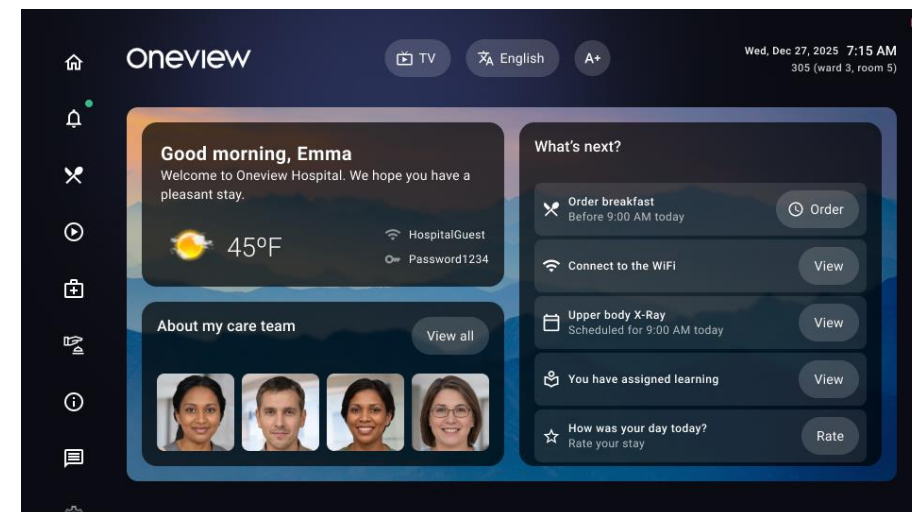 Oneview
TV
English
A+
Wed, Dec 27, 2025 7:15 AM
305 (ward 3, room 5)
Good morning, Emma
Welcome to Oneview Hospital. We hope you have a
pleasant stay.
45°F
HospitalGuest
Password1234
About my care team
View all
What's next?
Order breakfast
Before 9:00 AM today
Order
Connect to the WiFi
View
Upper body X-Ray
Scheduled for 9:00 AM today
View
You have assigned learning
View
How was your day today?
Rate your stay
Rate